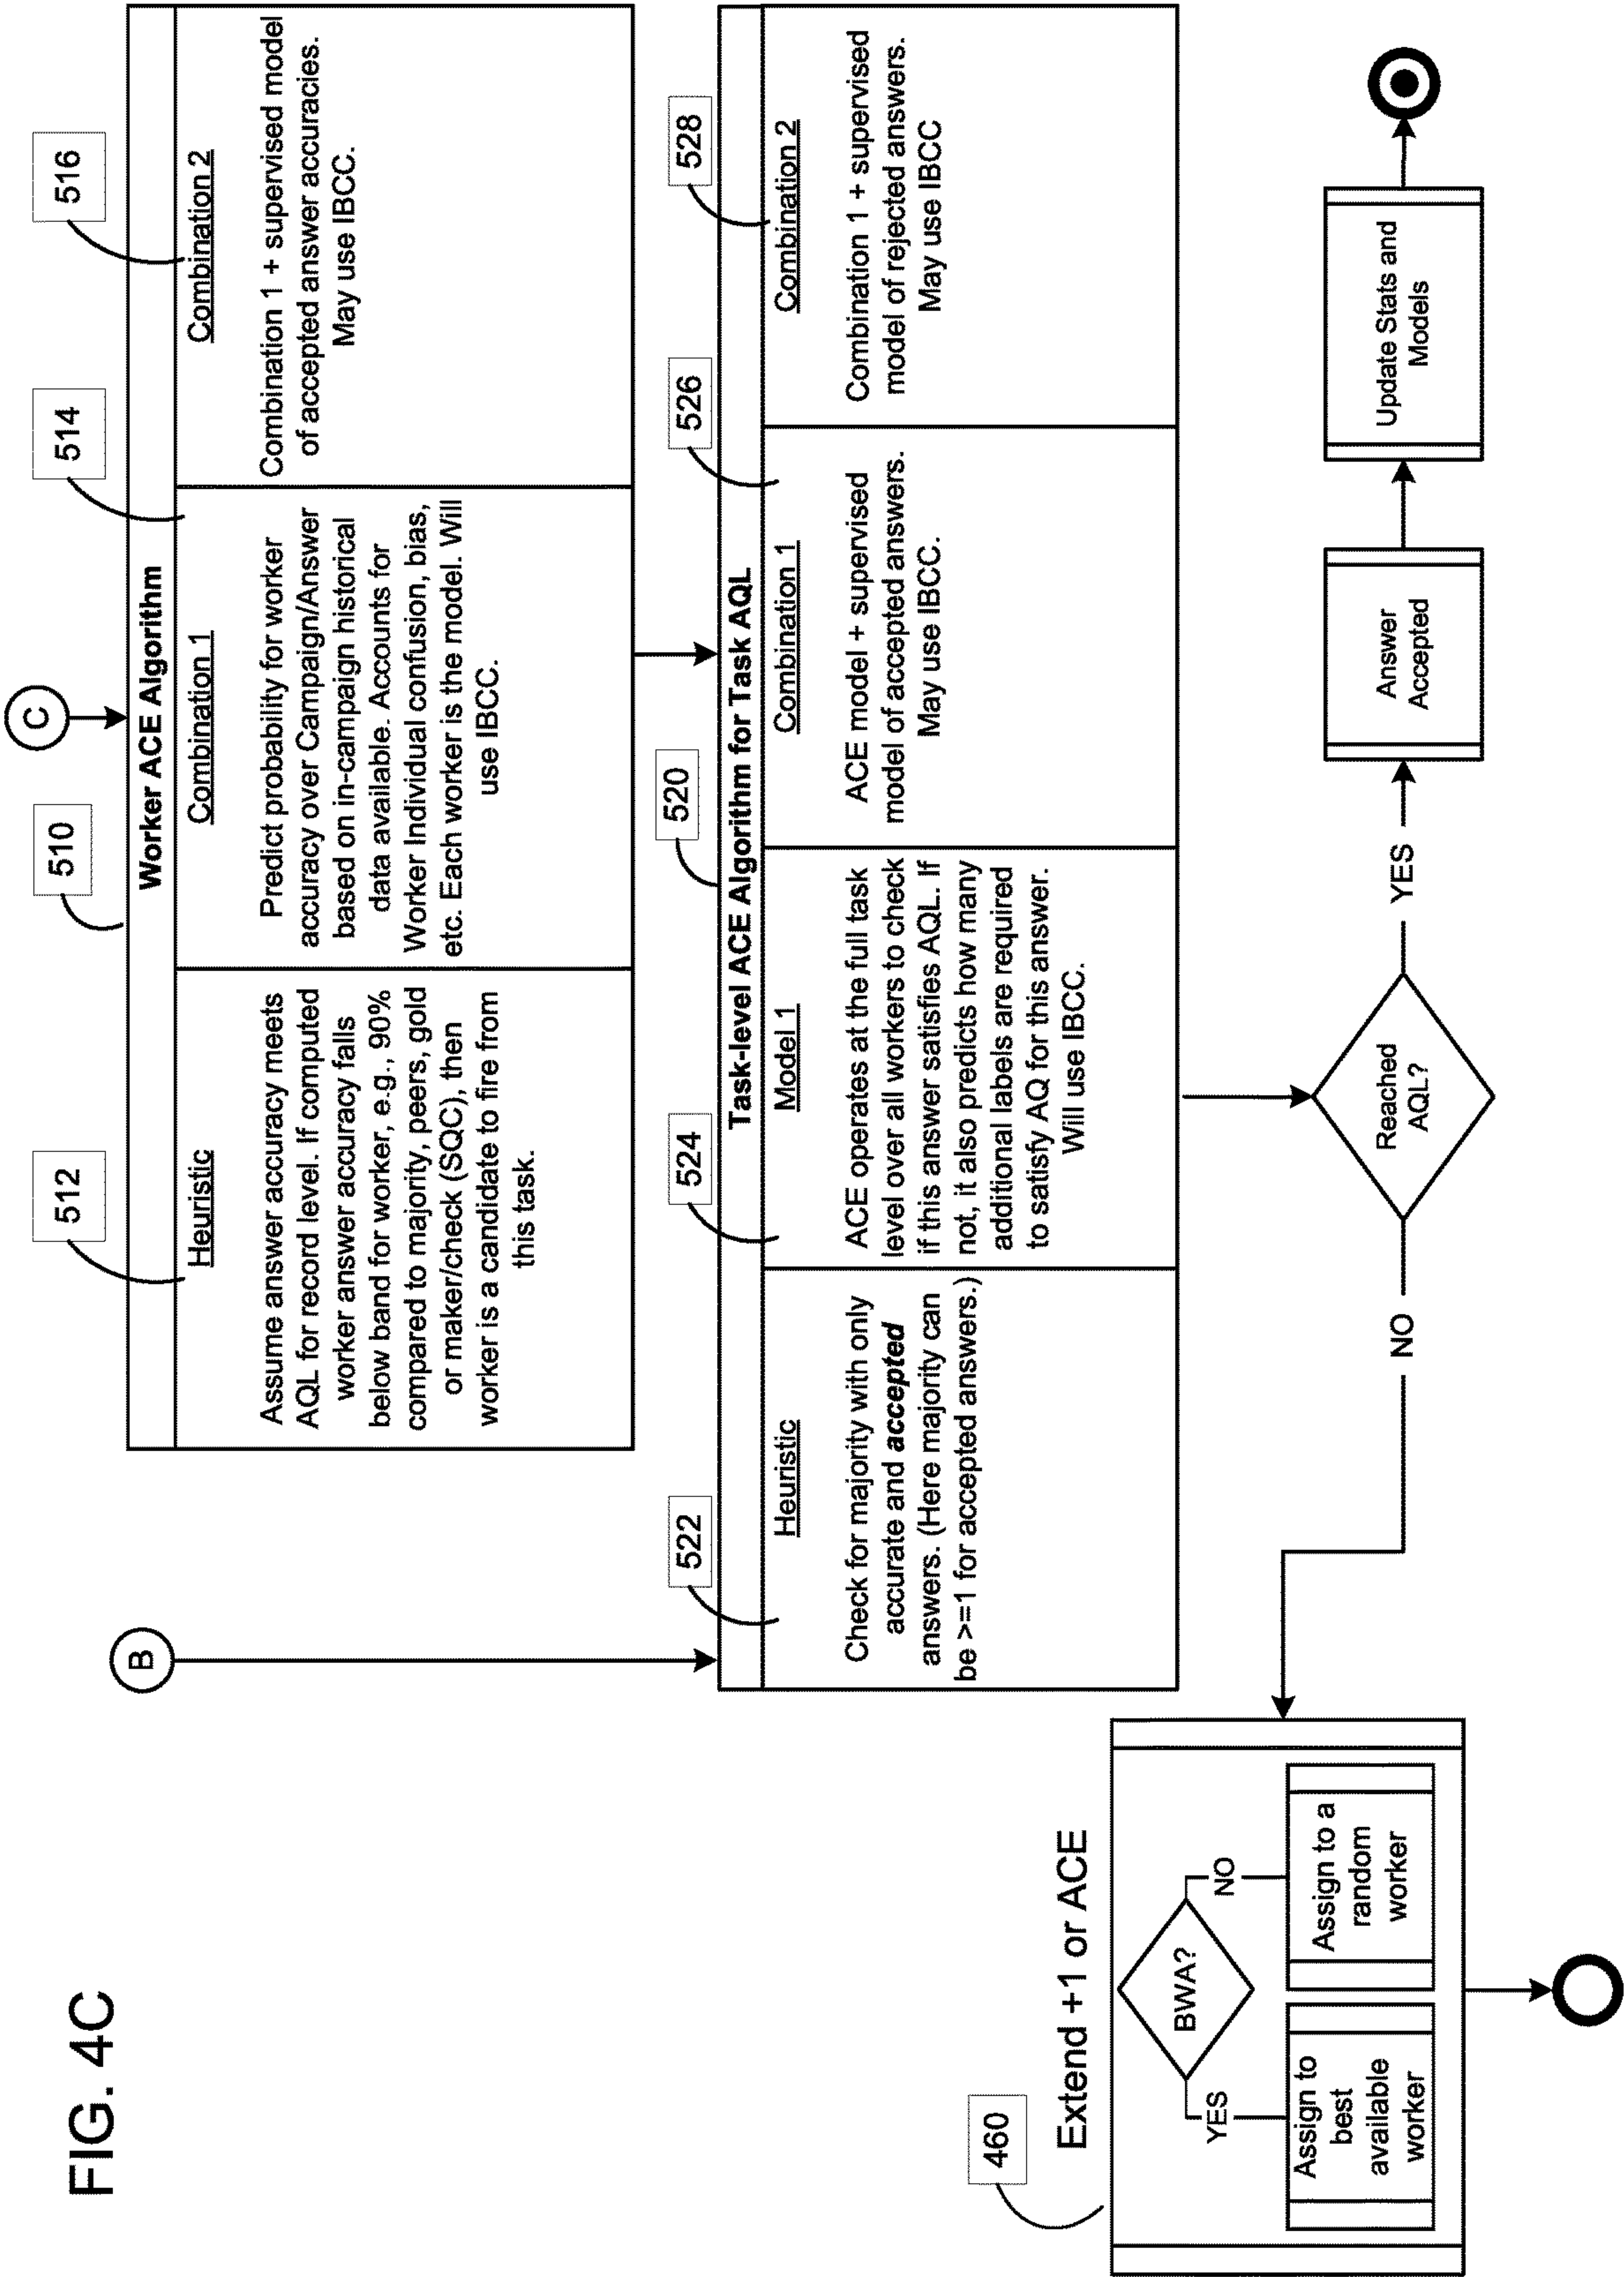 FIG. 4C
B
C
510
Worker ACE Algorithm
512
Heuristic
Assume answer accuracy meets
AQL for record level. If computed
worker answer accuracy falls
below band for worker, e.g., 90%
compared to majority, peers, gold
or maker/check (SQC), then
worker is a candidate to fire from
this task.
514
Combination 1
Predict probability for worker
accuracy over Campaign/Answer
based on in-campaign historical
data available. Accounts for
Worker Individual confusion, bias,
etc. Each worker is the model. Will
use IBCC.
516
Combination 2
Combination 1 + supervised model
of accepted answer accuracies.
May use IBCC.
520
Task-level ACE Algorithm for Task AQL
522
Heuristic
Check for majority with only
accurate and accepted
answers. (Here majority can
be >=1 for accepted answers.)
524
Model 1
ACE operates at the full task
level over all workers to check
if this answer satisfies AQL. If
not, it also predicts how many
additional labels are required
to satisfy AQ for this answer.
Will use IBCC.
526
Combination 1
ACE model + supervised
model of accepted answers.
May use IBCC.
528
Combination 2
Combination 1 + supervised
model of rejected answers.
May use IBCC
Reached
AQL?
NO
YES
Answer
Accepted
Update Stats and
Models
460
Extend +1 or ACE
BWA?
YES
NO
Assign to
best
available
worker
Assign to a
random
worker